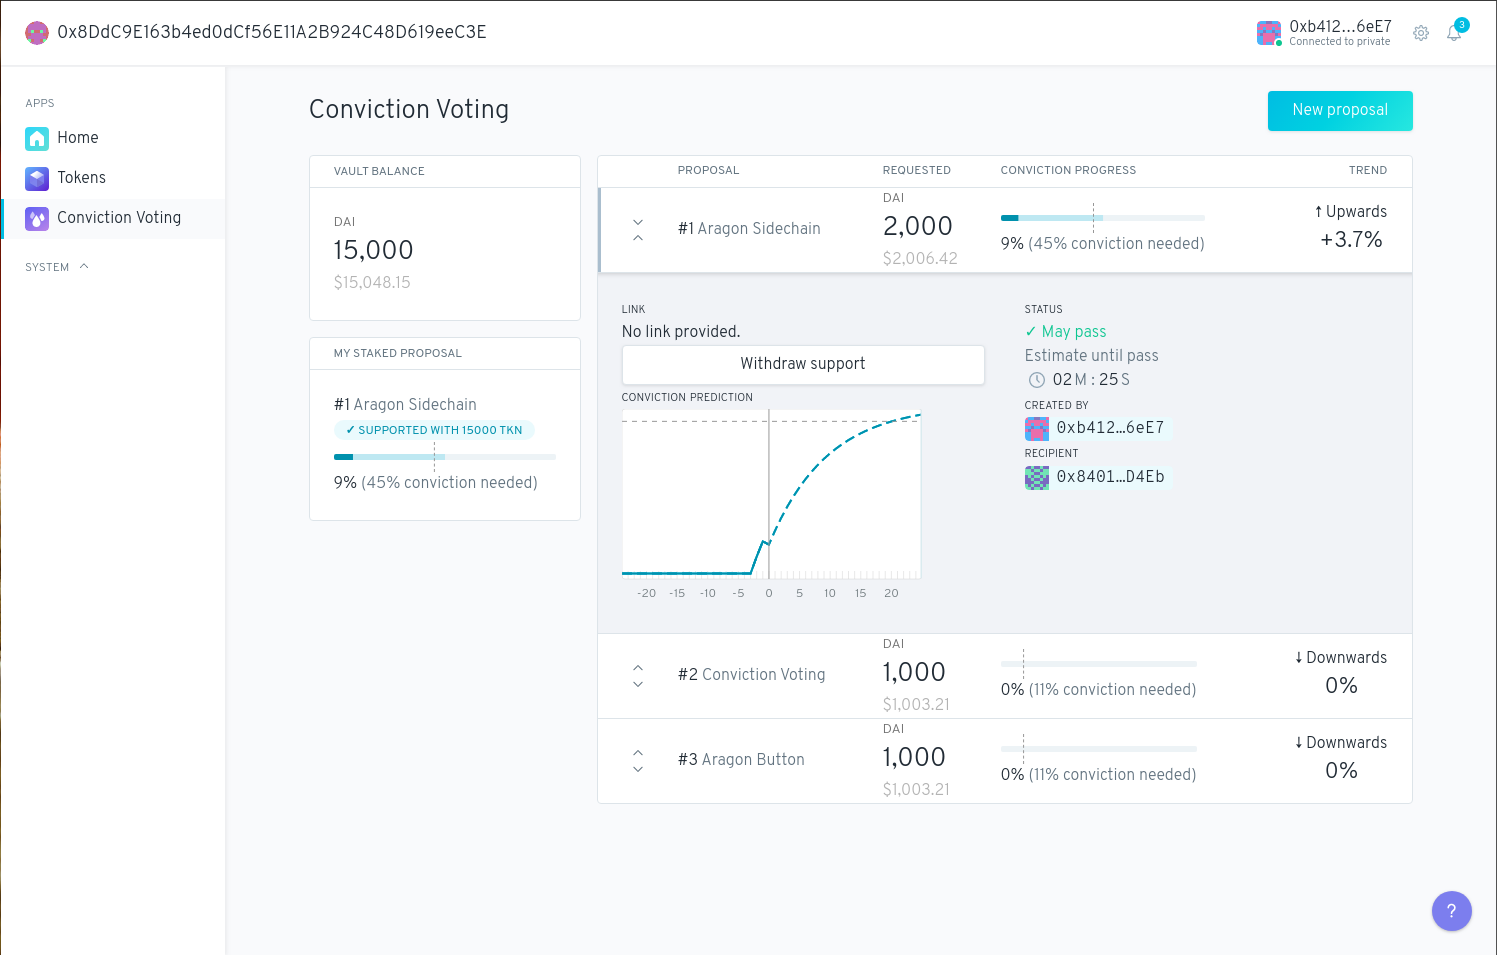 0x8DdC9E163b4ed0dCf56E11A2B924C48D619eeC3E
0xb412...6eE7
Connected to private
3
APPS
Home
Tokens
Conviction Voting
SYSTEM
Conviction Voting
New proposal
VAULT BALANCE
DAI
15,000
$15,048.15
MY STAKED PROPOSAL
#1 Aragon Sidechain
✓ SUPPORTED WITH 15000 TKN
9% (45% conviction needed)
PROPOSAL REQUESTED CONVICTION PROGRESS TREND
#1 Aragon Sidechain
DAI
2,000
$2,006.42
9% (45% conviction needed)
↑ Upwards
+3.7%
LINK
No link provided.
Withdraw support
CONVICTION PREDICTION
-20 -15 -10 -5 0 5 10 15 20
STATUS
✓ May pass
Estimate until pass
02 M : 25 S
CREATED BY
0xb412…6eE7
RECIPIENT
0x8401…D4Eb
#2 Conviction Voting
DAI
1,000
$1,003.21
0% (11% conviction needed)
↓ Downwards
0%
#3 Aragon Button
DAI
1,000
$1,003.21
0% (11% conviction needed)
↓ Downwards
0%
?